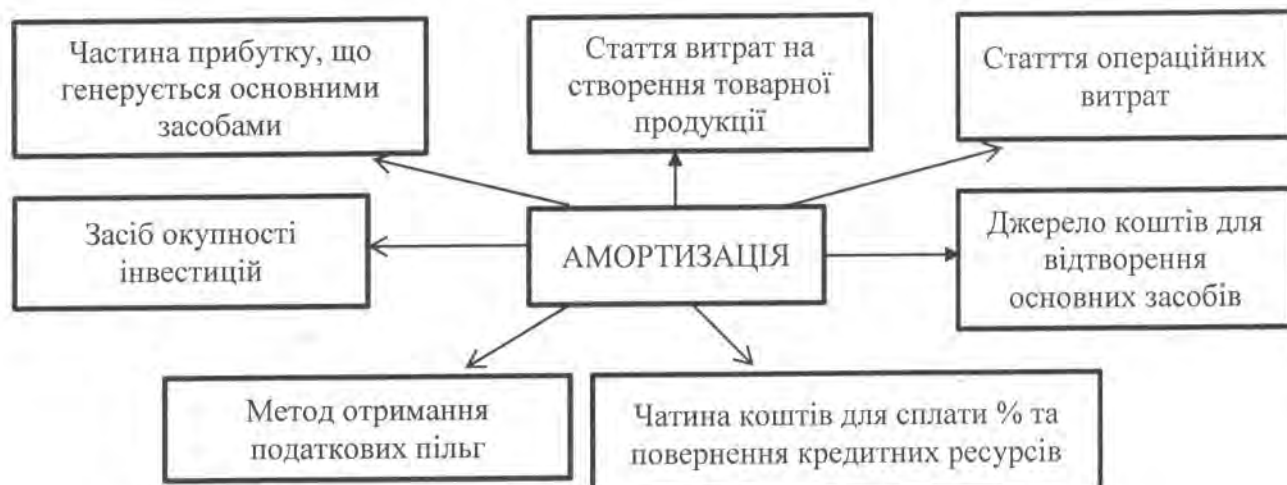 Частина прибутку, що
генерується основними
засобами
Стаття витрат на
створення товарної
продукції
Статття операційних
витрат
Засіб окупності
інвестицій
АМОРТИЗАЦІЯ
Джерело коштів для
відтворення
основних засобів
Метод отримання
податкових пільг
Чатина коштів для сплати % та
повернення кредитних ресурсів